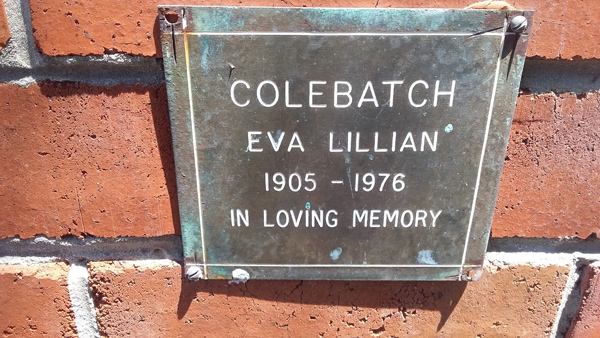 COLEBATCH
EVA LILLIAN
1905 - 1976
IN LOVING MEMORY